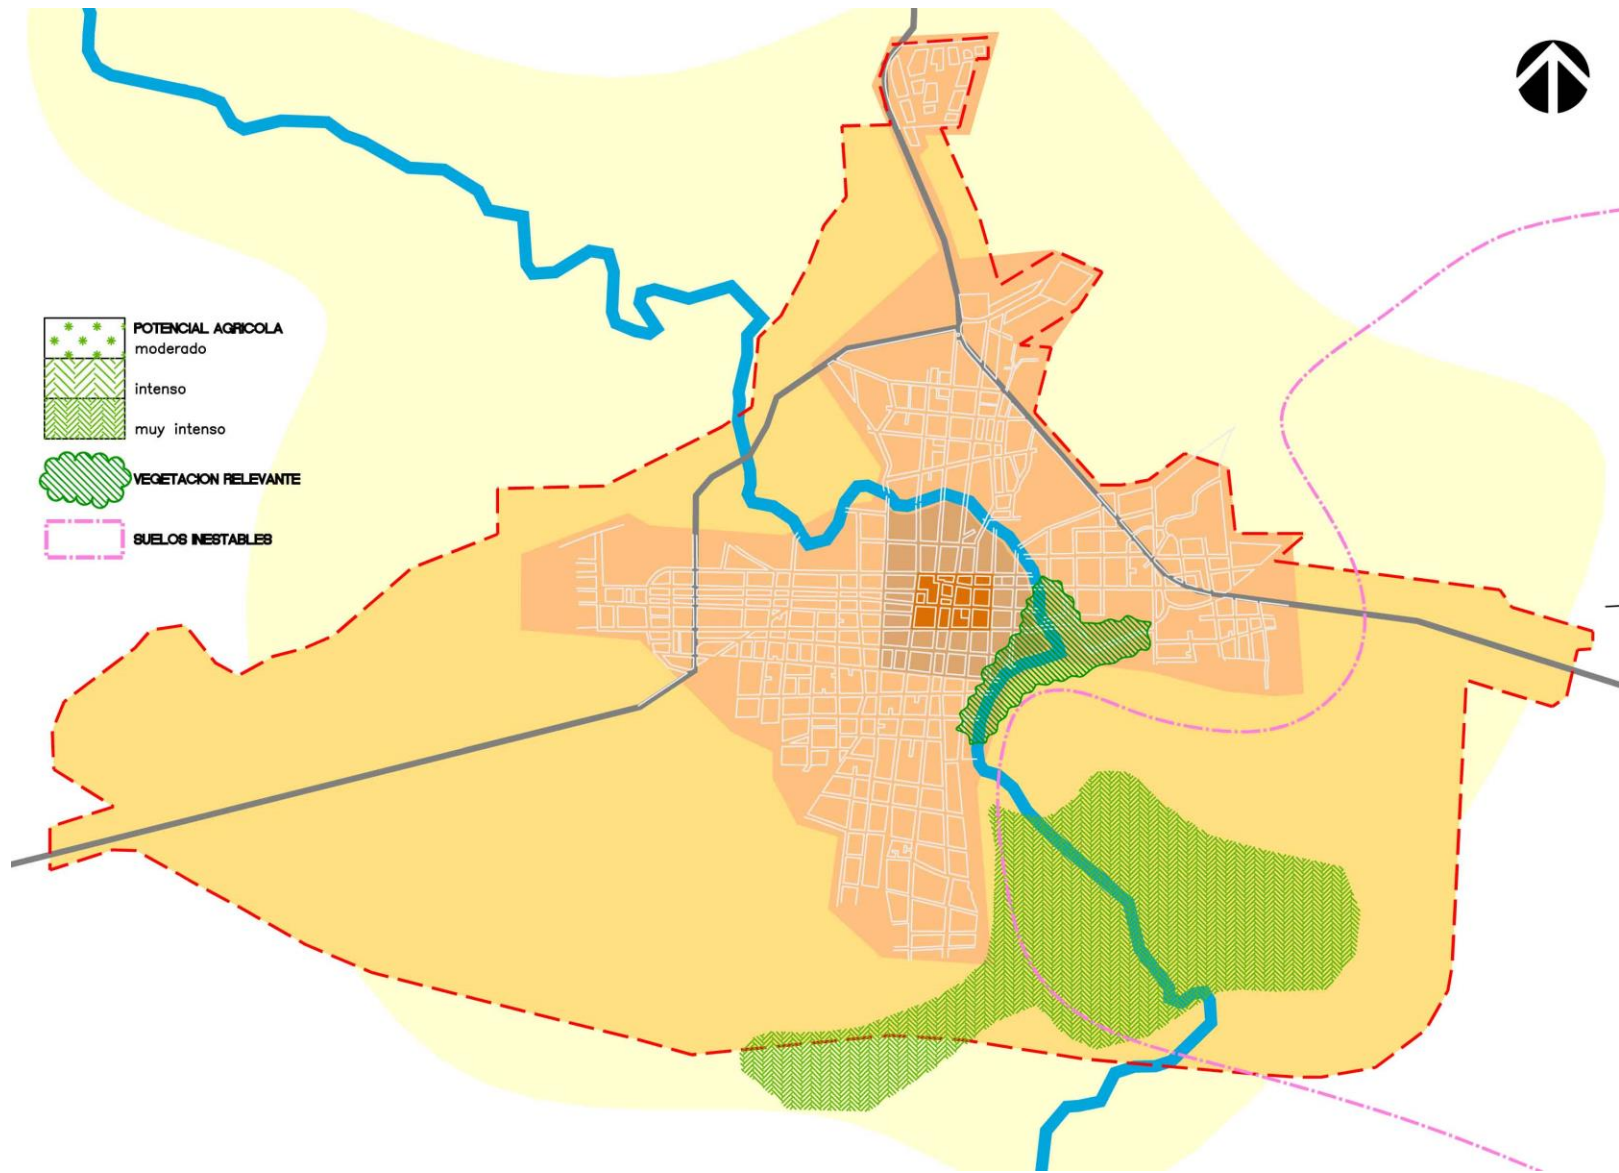 POTENCIAL AGRICOLA
moderado
intenso
muy intenso
VEGETACION RELEVANTE
SUELOS INESTABLES